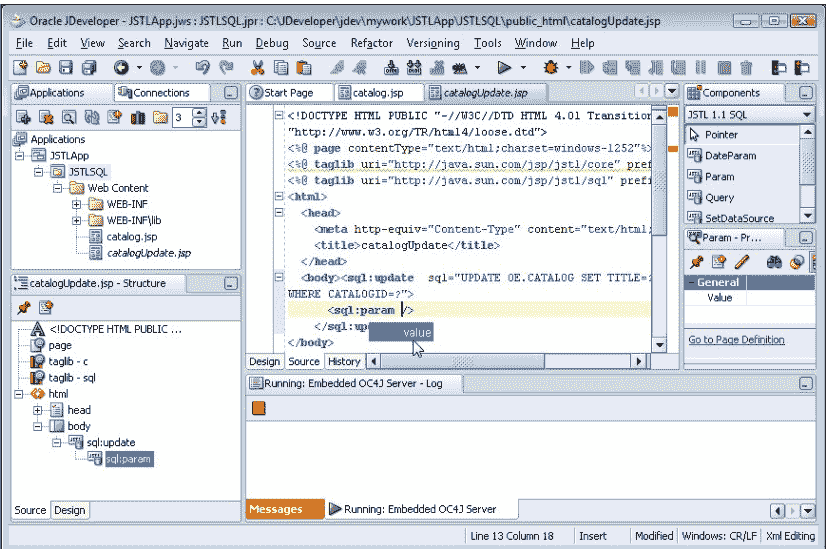 Oracle JDeveloper - JSTLApp.jws : JSTLSQL.jpr : C:\JDeveloper\jdev\mywork\JSTLApp\JSTLSQL\public_html\catalogUpdate.jsp
File Edit View Search Navigate Run Debug Source Refactor Versioning Tools Window Help
Applications Connections
3
Applications
JSTLApp
JSTLSQL
Web Content
WEB-INF
WEB-INF\lib
catalog.jsp
catalogUpdate.jsp
catalogUpdate.jsp - Structure
<!DOCTYPE HTML PUBLIC ...
page
taglib - c
taglib - sql
html
head
body
sql:update
sql:param
Source Design
Start Page catalog.jsp catalogUpdate.jsp
<!DOCTYPE HTML PUBLIC "-//W3C//DTD HTML 4.01 Transition
"http://www.w3.org/TR/html4/loose.dtd">
<%@ page contentType="text/html;charset=windows-1252"%>
<%@ taglib uri="http://java.sun.com/jsp/jstl/core" pref
<%@ taglib uri="http://java.sun.com/jsp/jstl/sql" prefi
<html>
<head>
<meta http-equiv="Content-Type" content="text/html;
<title>catalogUpdate</title>
</head>
<body><sql:update sql="UPDATE OE.CATALOG SET TITLE=?
WHERE CATALOGID=?">
<sql:param />
</sql:up
value
</body>
Design Source History
Components
JSTL 1.1 SQL
Pointer
DateParam
Param
Query
SetDataSource
Param - Pr...
General
Value
Go to Page Definition
Running: Embedded OC4J Server - Log
Messages Running: Embedded OC4J Server
Line 13 Column 18 Insert Modified Windows: CR/LF Xml Editing